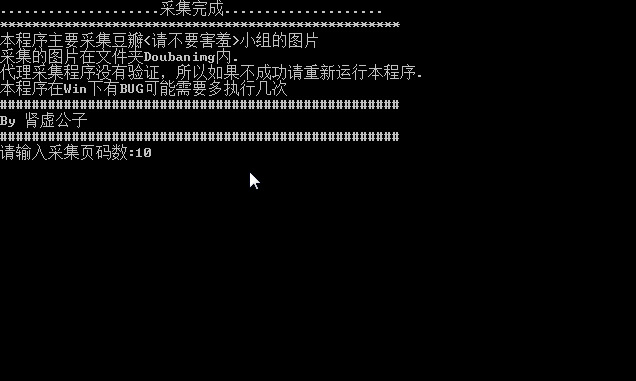 ....................采集完成....................
**************************************************
本程序主要采集豆瓣<请不要害羞>小组的图片
采集的图片在文件夹Doubanimg内.
代理采集程序没有验证，所以如果不成功请重新运行本程序.
本程序在Win下有BUG可能需要多执行几次
##################################################
By 肾虚公子
##################################################
请输入采集页码数:10